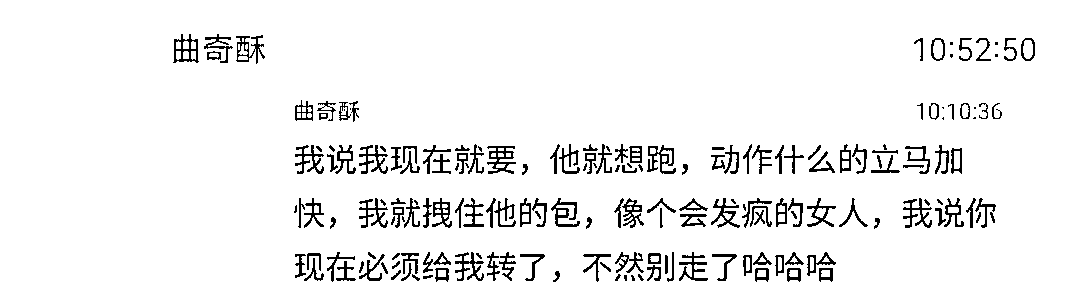 曲奇酥 10:52:50
曲奇酥 10:10:36
我说我现在就要，他就想跑，动作什么的立马加
快，我就拽住他的包，像个会发疯的女人，我说你
现在必须给我转了，不然别走了哈哈哈